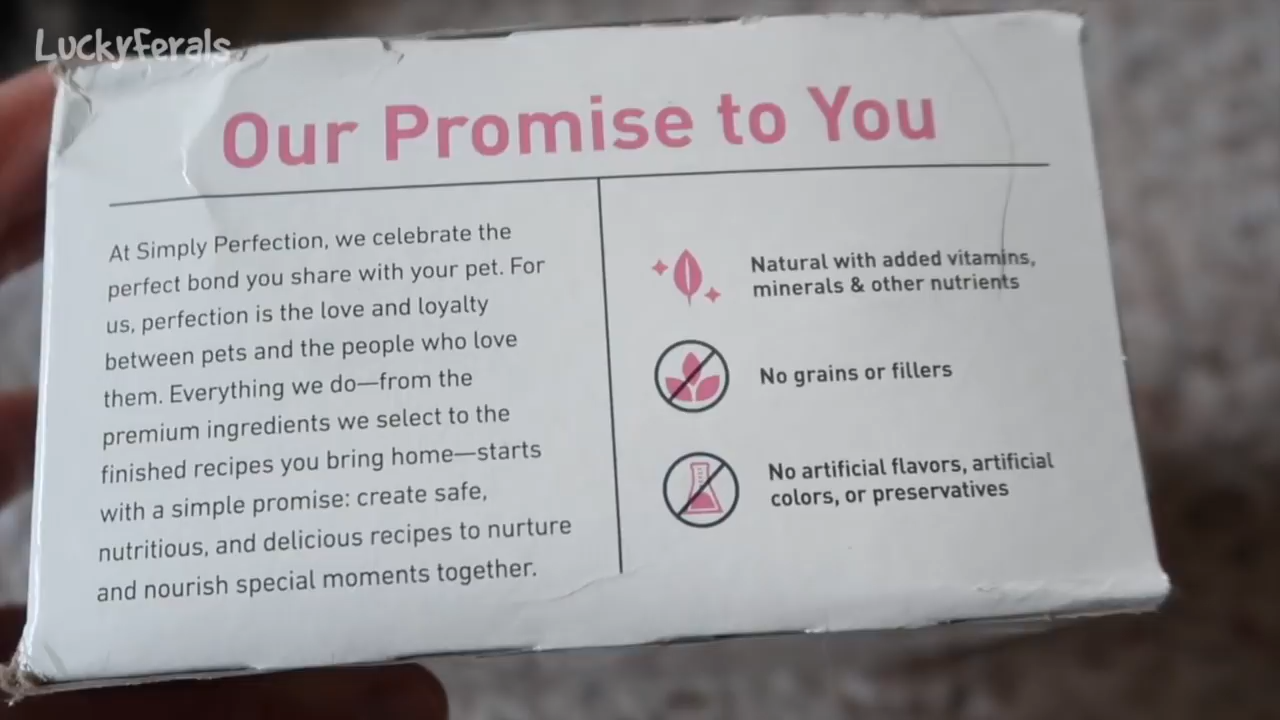 LuckyFerals
Our Promise to You
At Simply Perfection, we celebrate the
perfect bond you share with your pet. For
us, perfection is the love and loyalty
between pets and the people who love
them. Everything we do—from the
premium ingredients we select to the
finished recipes you bring home—starts
with a simple promise: create safe,
nutritious, and delicious recipes to nurture
and nourish special moments together.
Natural with added vitamins,
minerals & other nutrients
No grains or fillers
No artificial flavors, artificial
colors, or preservatives